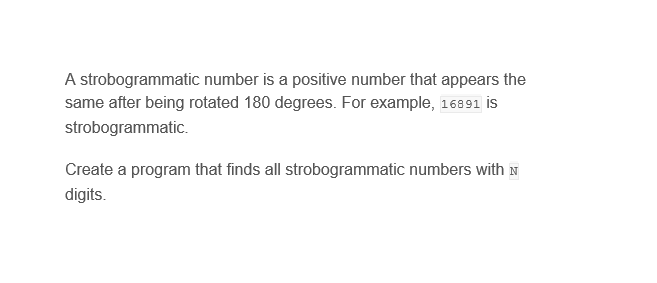 A strobogrammatic number is a positive number that appears the
same after being rotated 180 degrees. For example, 16891 is
strobogrammatic.
Create a program that finds all strobogrammatic numbers with N
digits.